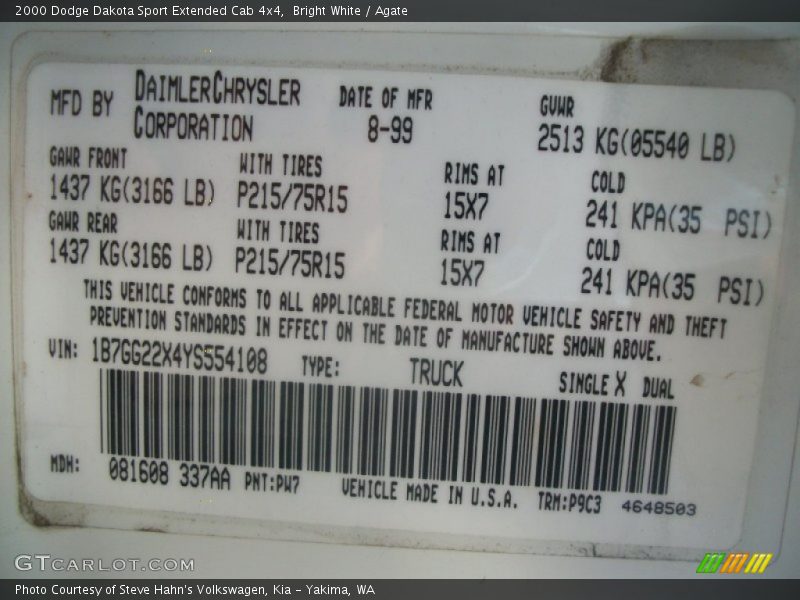 2000 Dodge Dakota Sport Extended Cab 4x4,  Bright White / Agate
MFD BY DAIMLERCHRYSLER CORPORATION DATE OF MFR 8-99 GVWR 2513 KG(05540 LB)
GAWR FRONT WITH TIRES RIMS AT COLD
1437 KG(3166 LB) P215/75R15 15X7 241 KPA(35 PSI)
GAWR REAR WITH TIRES RIMS AT COLD
1437 KG(3166 LB) P215/75R15 15X7 241 KPA(35 PSI)
THIS VEHICLE CONFORMS TO ALL APPLICABLE FEDERAL MOTOR VEHICLE SAFETY AND THEFT
PREVENTION STANDARDS IN EFFECT ON THE DATE OF MANUFACTURE SHOWN ABOVE.
VIN: 1B7GG22X4YS554108 TYPE: TRUCK SINGLE X DUAL
MDH: 081608 337AA PNT:PW7 VEHICLE MADE IN U.S.A. TRM:P9C3 4648503
GTCARLOT.COM
Photo Courtesy of Steve Hahn's Volkswagen, Kia – Yakima, WA